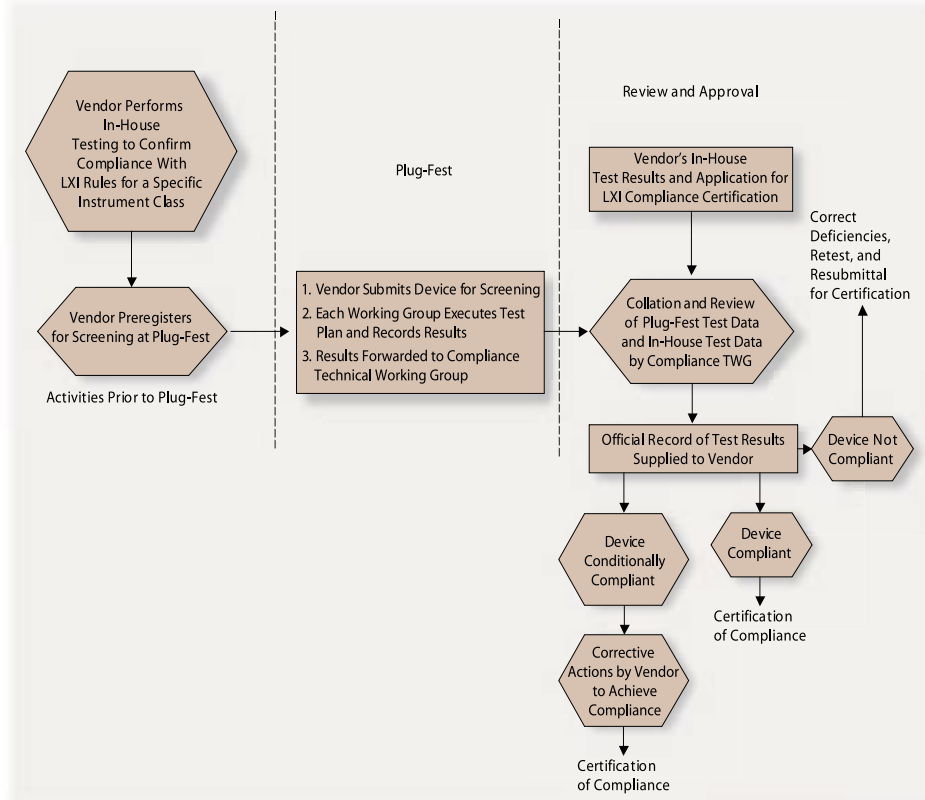 Vendor Performs
In-House
Testing to Confirm
Compliance With
LXI Rules for a Specific
Instrument Class
Vendor Preregisters
for Screening at Plug-Fest
Activities Prior to Plug-Fest
Plug-Fest
1. Vendor Submits Device for Screening
2. Each Working Group Executes Test
Plan and Records Results
3. Results Forwarded to Compliance
Technical Working Group
Review and Approval
Vendor's In-House
Test Results and Application for
LXI Compliance Certification
Collation and Review
of Plug-Fest Test Data
and In-House Test Data
by Compliance TWG
Official Record of Test Results
Supplied to Vendor
Device Not
Compliant
Correct
Deficiencies,
Retest, and
Resubmittal
for Certification
Device
Conditionally
Compliant
Device
Compliant
Certification
of Compliance
Corrective
Actions by Vendor
to Achieve
Compliance
Certification
of Compliance